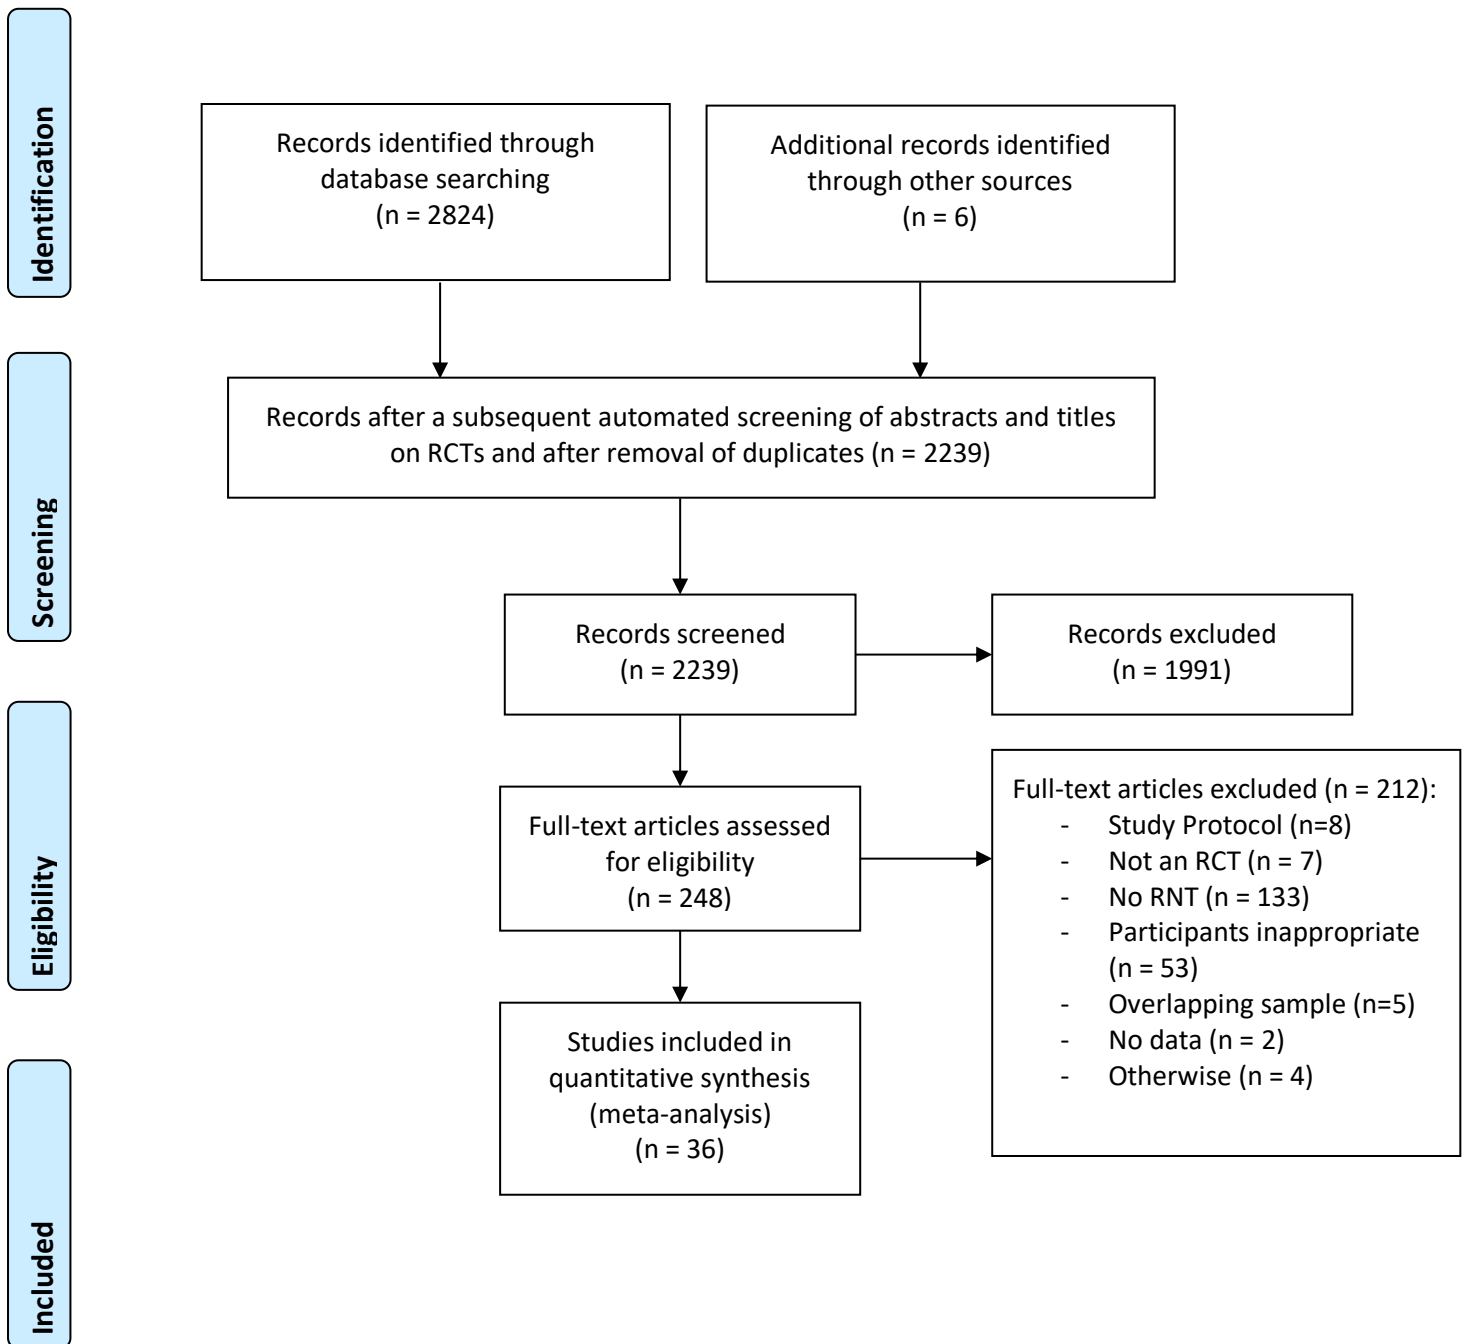 Identification
Records identified through
database searching
(n = 2824)
Additional records identified
through other sources
(n = 6)
Screening
Records after a subsequent automated screening of abstracts and titles
on RCTs and after removal of duplicates (n = 2239)
Records screened
(n = 2239)
Records excluded
(n = 1991)
Eligibility
Full-text articles assessed
for eligibility
(n = 248)
Full-text articles excluded (n = 212):
- Study Protocol (n=8)
- Not an RCT (n = 7)
- No RNT (n = 133)
- Participants inappropriate
(n = 53)
- Overlapping sample (n=5)
- No data (n = 2)
- Otherwise (n = 4)
Included
Studies included in
quantitative synthesis
(meta-analysis)
(n = 36)